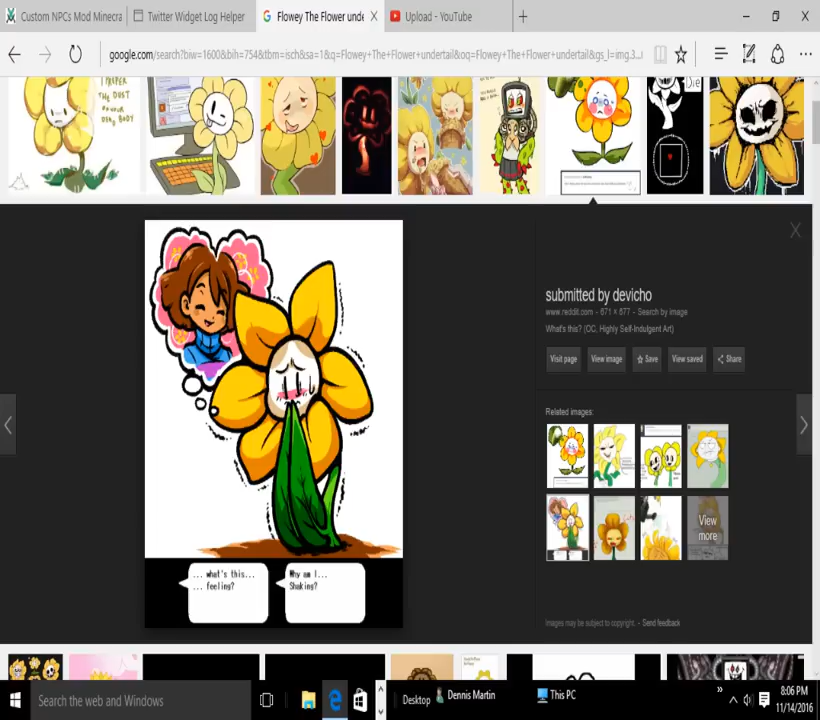 Custom NPCs Mod Minecra
Twitter Widget Log Helper
Flowey The Flower unde
Upload - YouTube
google.com/search?biw=1600&bih=754&tbm=isch&sa=1&q=Flowey+The+Flower+undertail&oq=Flowey+The+Flower+undertail&gs_l=img.3...
THE DUST
Die
submitted by devicho
www.reddit.com - 671 × 877 - Search by image
What's this? (OC, Highly Self-Indulgent Art)
Visit page
View image
Save
View saved
Share
Related images:
View
more
... what's this...
... feeling?
Why am I...
Shaking?
Images may be subject to copyright. - Send feedback
Search the web and Windows
Desktop
Dennis Martin
This PC
8:06 PM
11/14/2016